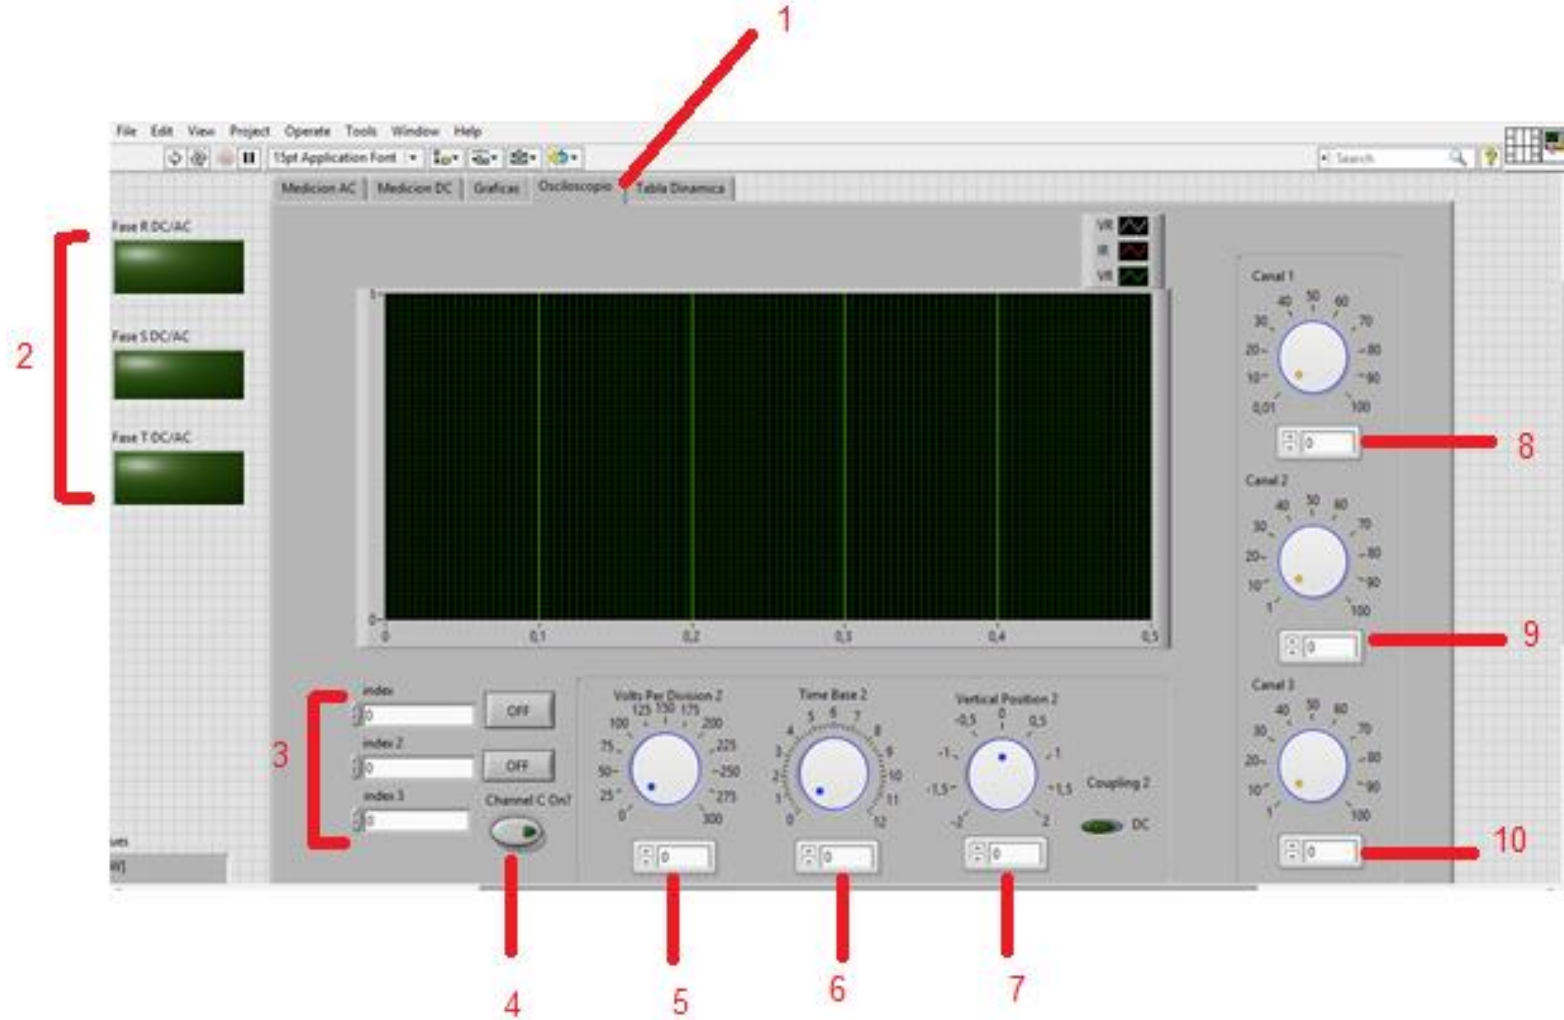 1
File Edit View Project Operate Tools Window Help
15pt Application Font
Search
Medicion AC Medicion DC Graficas Osciloscopio Tabla Dinamica
Fase R DC/AC
2
Fase S DC/AC
Fase T DC/AC
VR
IR
VR
0 0,1 0,2 0,3 0,4 0,5
Canal 1
0,01 10 20 30 40 50 60 70 80 90 100
0
8
Canal 2
1 10 20 30 40 50 60 70 80 90 100
0
9
Canal 3
1 10 20 30 40 50 60 70 80 90 100
0
10
3
index
0
OFF
index 2
0
OFF
index 3
0
Channel C On?
4
Volts Per Division 2
0 25 50 75 100 125 150 175 200 225 250 275 300
0
5
Time Base 2
0 1 2 3 4 5 6 7 8 9 10 11 12
0
6
Vertical Position 2
-2 -1,5 -1 -0,5 0 0,5 1 1,5 2
0
7
Coupling 2
DC